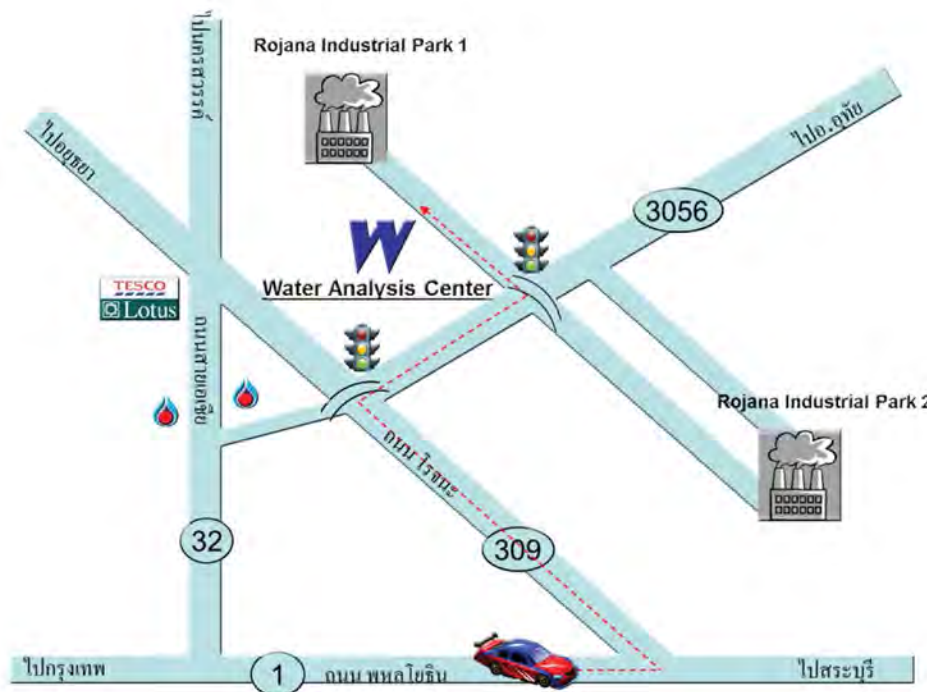 ไปนครสวรรค์
Rojana Industrial Park 1
ไปอยุธยา
ไปอ.อุทัย
3056
W
Water Analysis Center
TESCO
Lotus
ถนนสายเอเซีย
Rojana Industrial Park 2
ถนน โรจนะ
32
309
ไปกรุงเทพ
1
ถนน พหลโยธิน
ไปสระบุรี